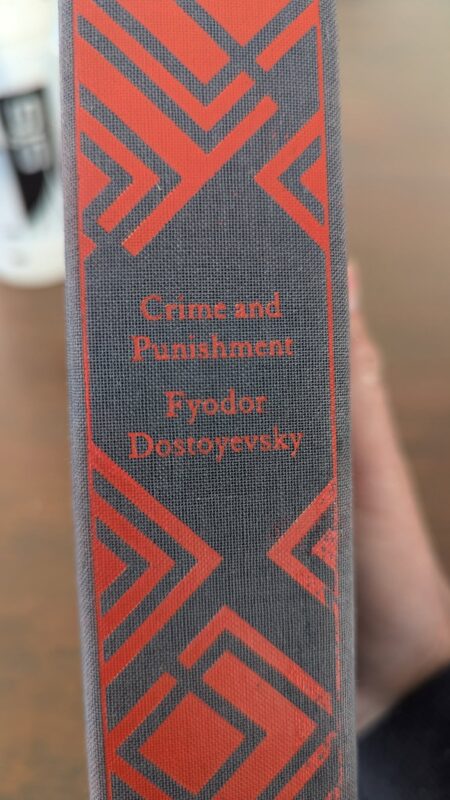 Crime and
Punishment
Fyodor
Dostoyevsky